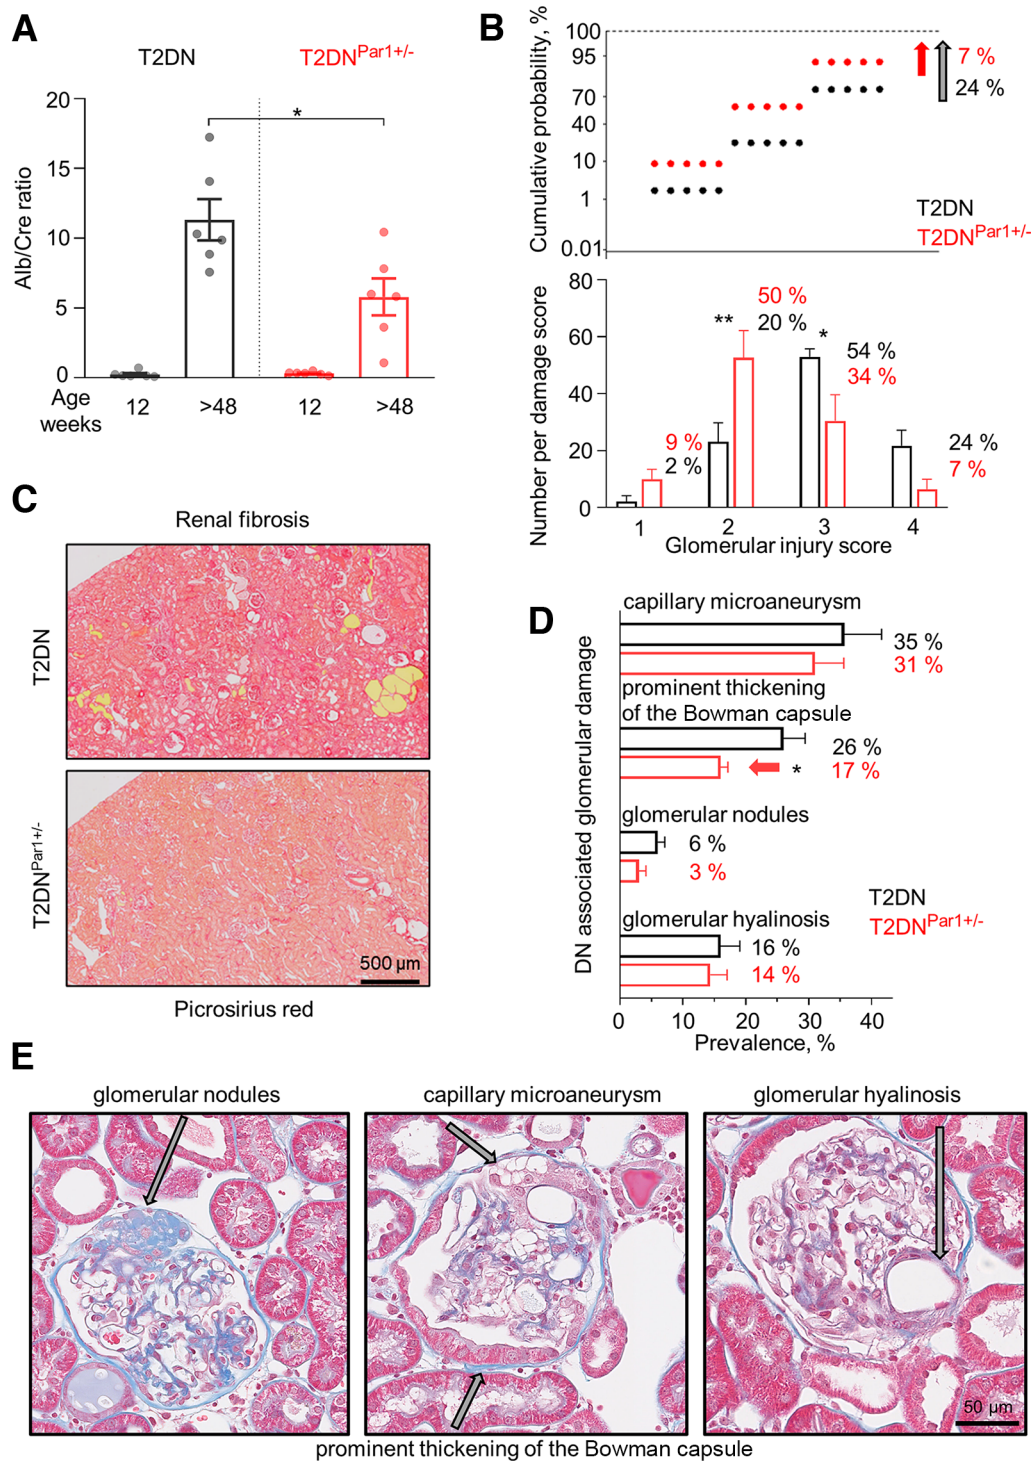 A
T2DN
T2DNPar1+/-
*
Alb/Cre ratio
20
15
10
5
0
Age
weeks
12
>48
12
>48
B
Cumulative probability, %
100
95
70
40
10
1
0.01
7 %
24 %
T2DN
T2DNPar1+/-
Number per damage score
80
60
40
20
0
9 %
2 %
**
50 %
20 %
*
54 %
34 %
24 %
7 %
1
2
3
4
Glomerular injury score
C
Renal fibrosis
T2DN
T2DNPar1+/-
500 µm
Picrosirius red
D
DN associated glomerular damage
capillary microaneurysm
35 %
31 %
prominent thickening
of the Bowman capsule
26 %
* 17 %
glomerular nodules
6 %
3 %
T2DN
T2DNPar1+/-
glomerular hyalinosis
16 %
14 %
0
10
20
30
40
Prevalence, %
E
glomerular nodules
capillary microaneurysm
glomerular hyalinosis
50 µm
prominent thickening of the Bowman capsule